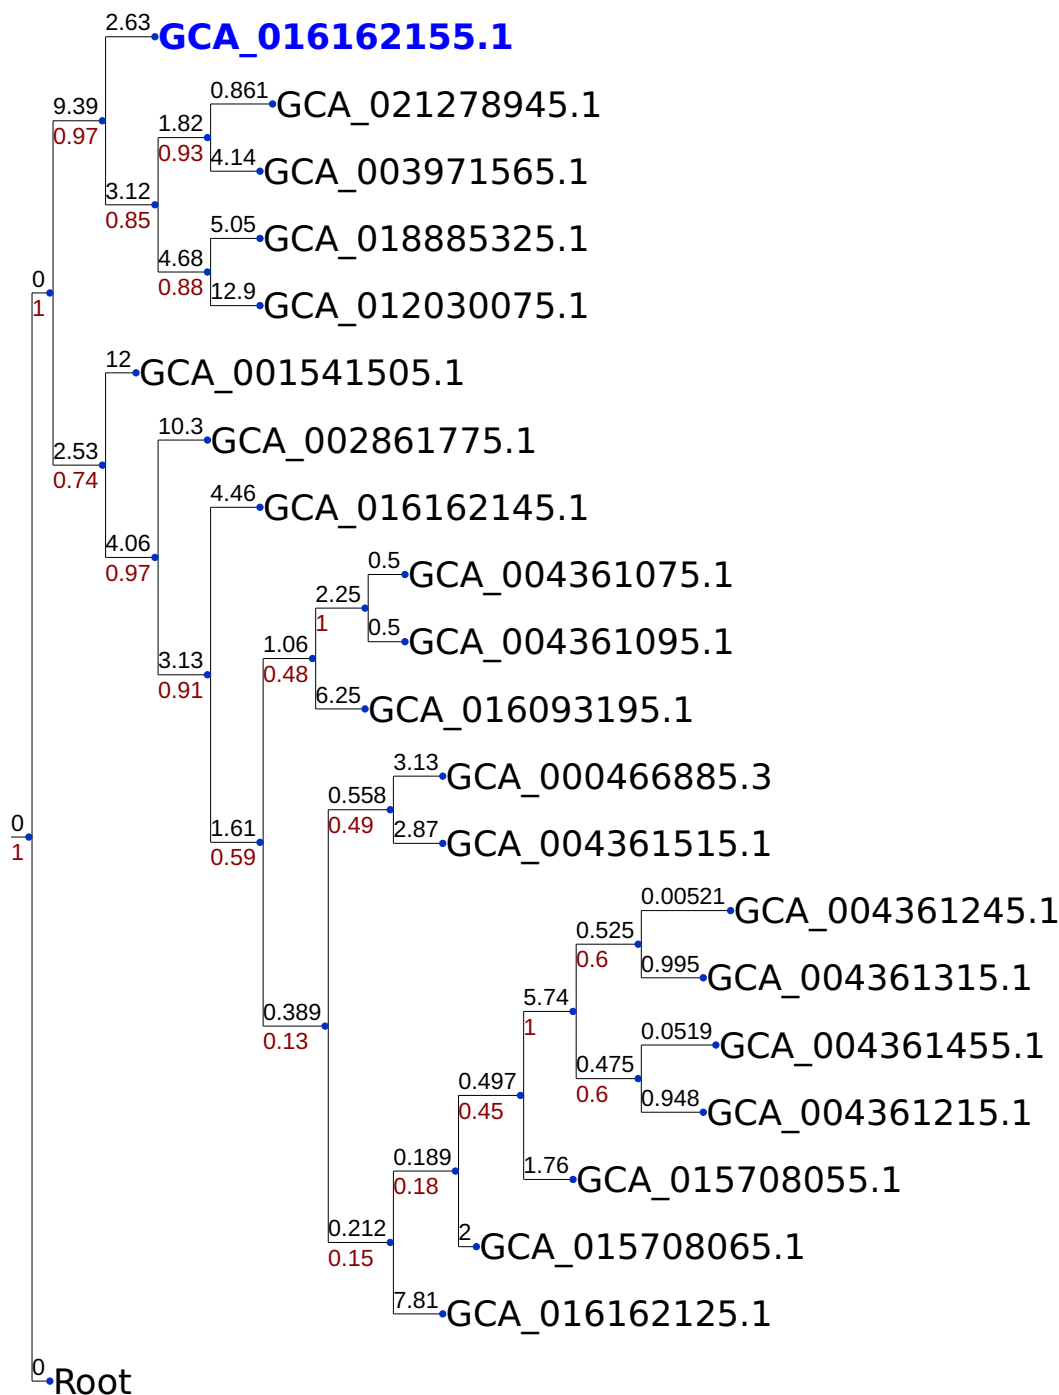 2.63 GCA_016162155.1
0.861 GCA_021278945.1
9.39
0.97
1.82
0.93
4.14 GCA_003971565.1
3.12
0.85
5.05 GCA_018885325.1
4.68
0.88
12.9 GCA_012030075.1
0
1
12 GCA_001541505.1
10.3 GCA_002861775.1
2.53
0.74
4.46 GCA_016162145.1
4.06
0.97
0.5 GCA_004361075.1
2.25
1
0.5 GCA_004361095.1
1.06
0.48
3.13
0.91
6.25 GCA_016093195.1
3.13 GCA_000466885.3
0.558
0.49
2.87 GCA_004361515.1
0
1
1.61
0.59
0.00521 GCA_004361245.1
0.525
0.6
0.995 GCA_004361315.1
5.74
1
0.389
0.13
0.0519 GCA_004361455.1
0.475
0.6
0.948 GCA_004361215.1
0.497
0.45
1.76 GCA_015708055.1
0.189
0.18
2 GCA_015708065.1
0.212
0.15
7.81 GCA_016162125.1
0 Root